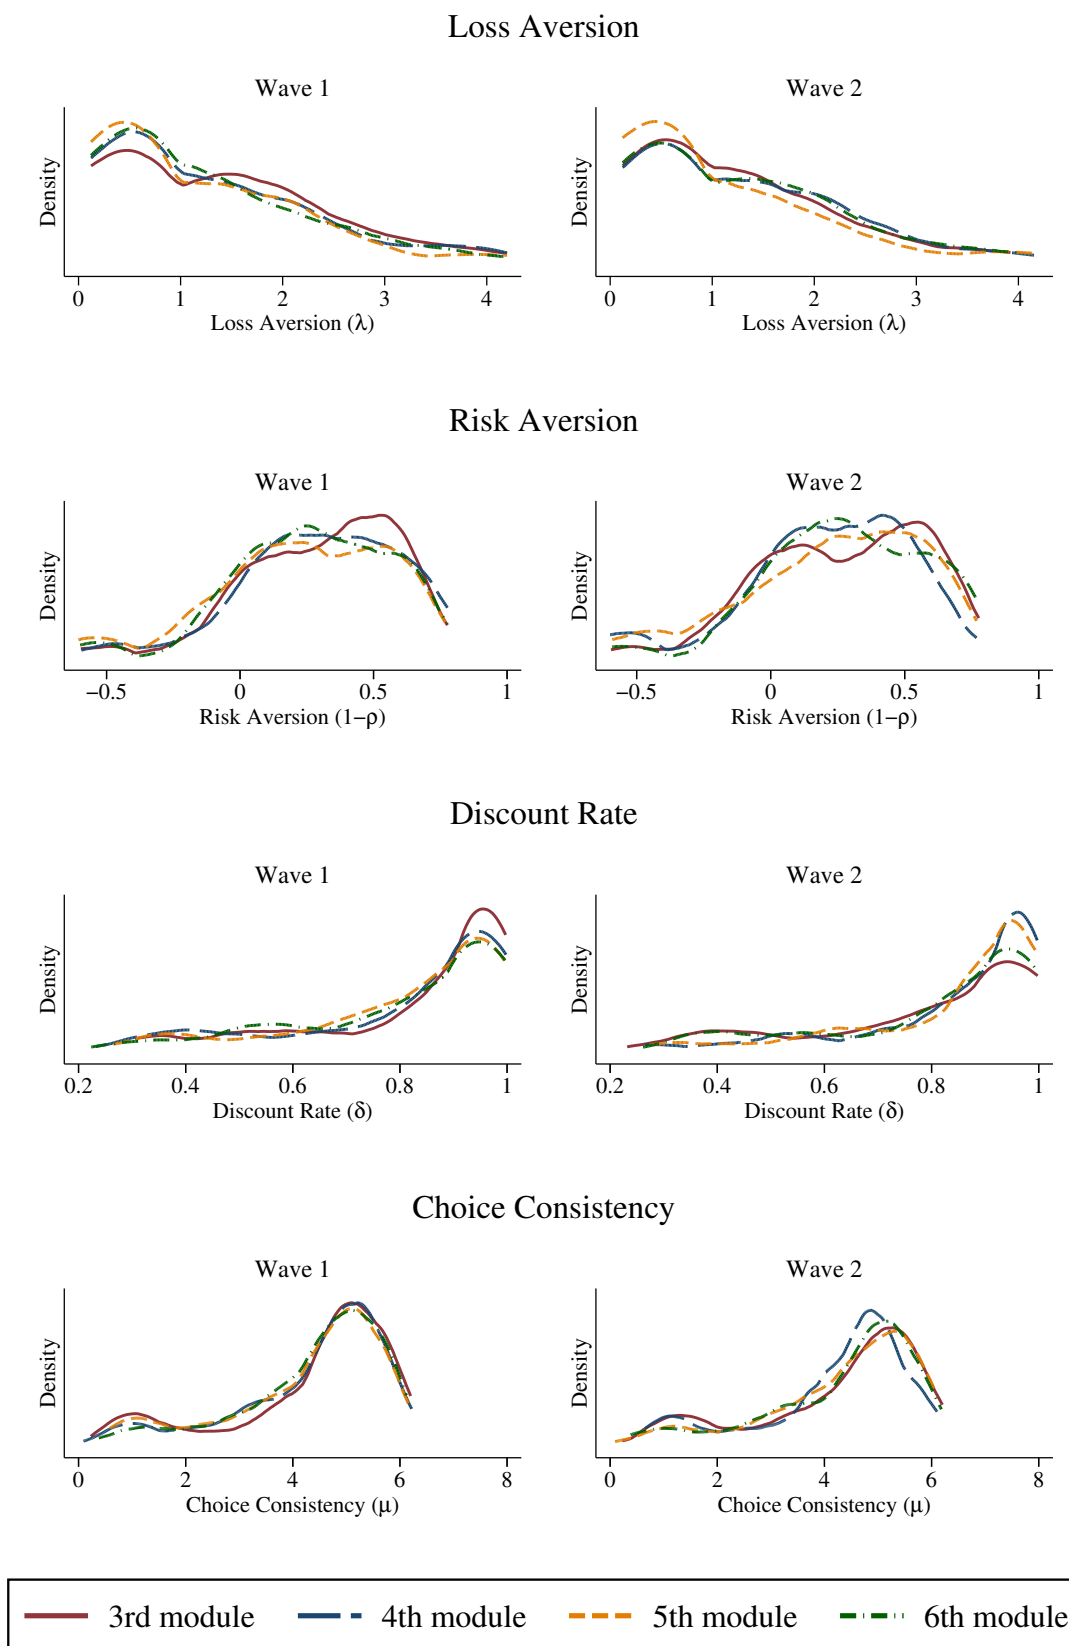 Loss Aversion
Wave 1
Wave 2
Density
Density
0 1 2 3 4
0 1 2 3 4
Loss Aversion (λ)
Loss Aversion (λ)
Risk Aversion
Wave 1
Wave 2
Density
Density
−0.5 0 0.5 1
−0.5 0 0.5 1
Risk Aversion (1−ρ)
Risk Aversion (1−ρ)
Discount Rate
Wave 1
Wave 2
Density
Density
0.2 0.4 0.6 0.8 1
0.2 0.4 0.6 0.8 1
Discount Rate (δ)
Discount Rate (δ)
Choice Consistency
Wave 1
Wave 2
Density
Density
0 2 4 6 8
0 2 4 6 8
Choice Consistency (μ)
Choice Consistency (μ)
3rd module 4th module 5th module 6th module